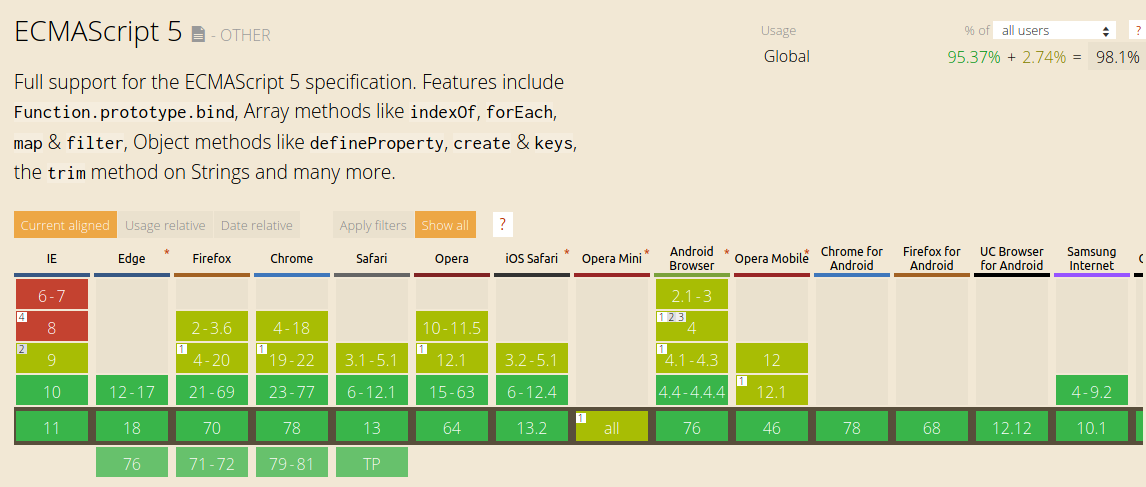 ECMAScript 5 - OTHER
Usage % of all users ?
Global 95.37% + 2.74% = 98.1%
Full support for the ECMAScript 5 specification. Features include
Function.prototype.bind, Array methods like indexOf, forEach,
map & filter, Object methods like defineProperty, create & keys,
the trim method on Strings and many more.
Current aligned Usage relative Date relative Apply filters Show all ?
IE Edge * Firefox Chrome Safari Opera iOS Safari * Opera Mini * Android Browser * Opera Mobile * Chrome for Android Firefox for Android UC Browser for Android Samsung Internet
6-7 2.1-3
4 8 2-3.6 4-18 10-11.5 1 2 3 4
2 9 1 4-20 1 19-22 3.1-5.1 1 12.1 3.2-5.1 1 4.1-4.3 12
10 12-17 21-69 23-77 6-12.1 15-63 6-12.4 4.4-4.4.4 1 12.1 4-9.2
11 18 70 78 13 64 13.2 1 all 76 46 78 68 12.12 10.1
76 71-72 79-81 TP